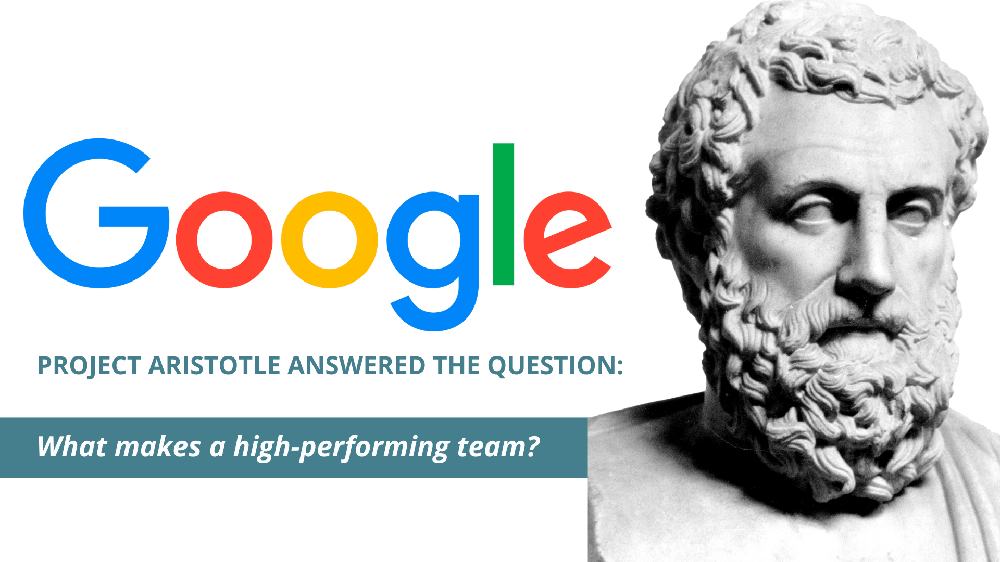 Google
PROJECT ARISTOTLE ANSWERED THE QUESTION:
What makes a high-performing team?